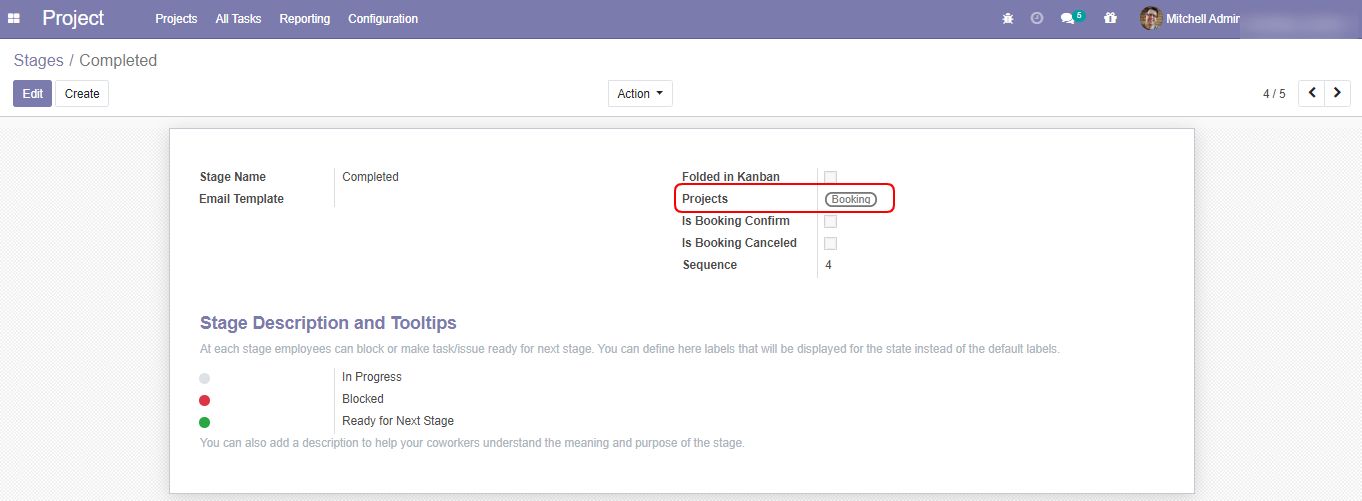 Project Projects All Tasks Reporting Configuration 5 Mitchell Admin
Stages / Completed
Edit Create Action 4 / 5
Stage Name Completed Folded in Kanban
Email Template Projects Booking
Is Booking Confirm
Is Booking Canceled
Sequence 4
Stage Description and Tooltips
At each stage employees can block or make task/issue ready for next stage. You can define here labels that will be displayed for the state instead of the default labels.
In Progress
Blocked
Ready for Next Stage
You can also add a description to help your coworkers understand the meaning and purpose of the stage.